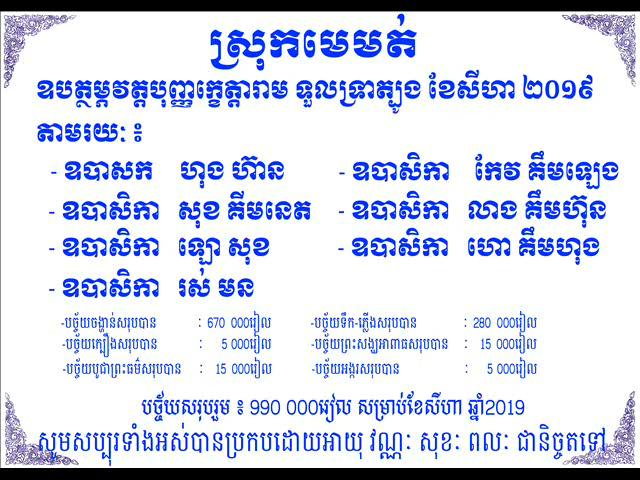 ស្រុកមេមត់
ឧបត្ថម្ភវត្តបុញ្ញក្ខេត្តារាម ទួលទ្រាត្បូង ខែសីហា ២០១៩
តាមរយៈ ៖
- ឧបាសក ហុង ហ៊ាន - ឧបាសិកា កែវ គឹមឡេង
- ឧបាសិកា សុខ គីមនេត - ឧបាសិកា លាង គឹមហ៊ុន
- ឧបាសិកា ឡោ សុខ - ឧបាសិកា ហោ គឹមហុង
- ឧបាសិកា រស់ មន
-បច្ច័យចង្ហាន់សរុបបាន : 670 000រៀល -បច្ច័យទឹក-ភ្លើងសរុបបាន : 280 000រៀល
-បច្ច័យក្បឿងសរុបបាន : 5 000រៀល -បច្ច័យព្រះសង្ឃអាពាធសរុបបាន : 15 000រៀល
-បច្ច័យបូជាព្រះធម៌សរុបបាន : 15 000រៀល -បច្ច័យអង្ករសរុបបាន : 5 000រៀល
បច្ច័យសរុបរួម ៖ 990 000រៀល សម្រាប់ខែសីហា ឆ្នាំ2019
សូមសប្បុរទាំងអស់បានប្រកបដោយអាយុ វណ្ណៈ សុខៈ ពលៈ ជានិច្ចតទៅ